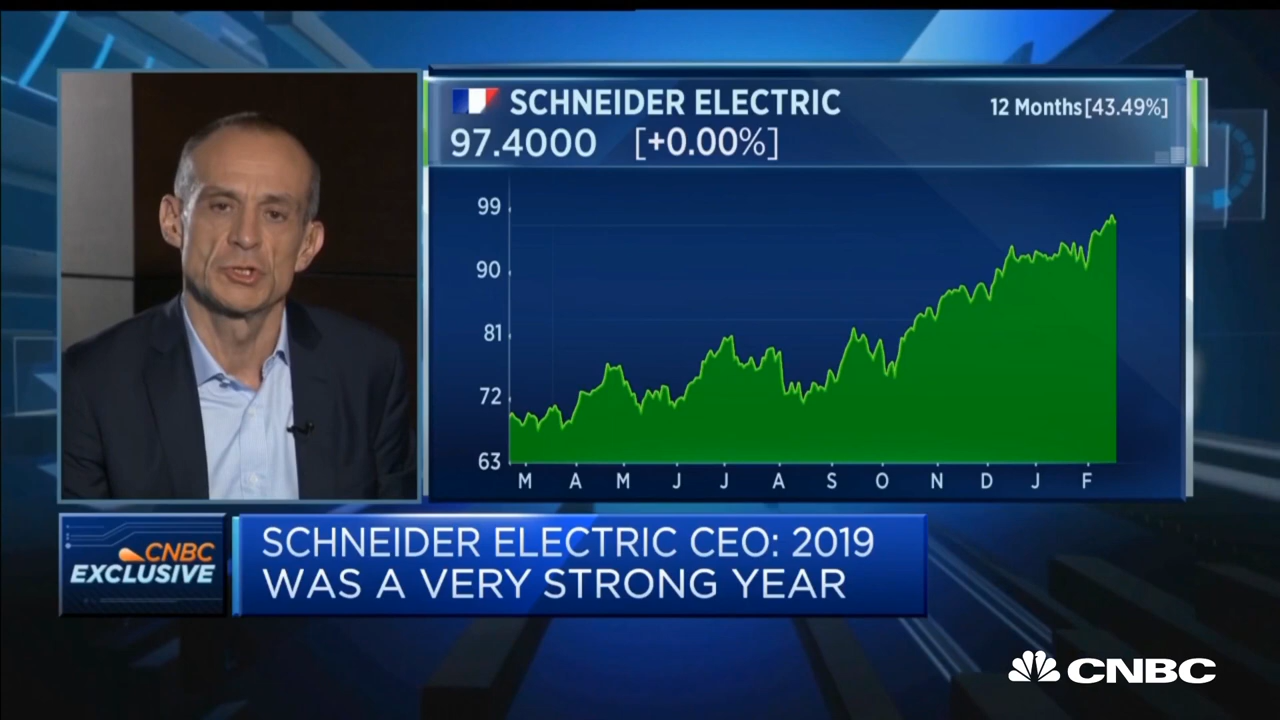 SCHNEIDER ELECTRIC
12 Months [43.49%]
97.4000 [+0.00%]
99
90
81
72
63
M A M J J A S O N D J F
CNBC
EXCLUSIVE
SCHNEIDER ELECTRIC CEO: 2019
WAS A VERY STRONG YEAR
CNBC